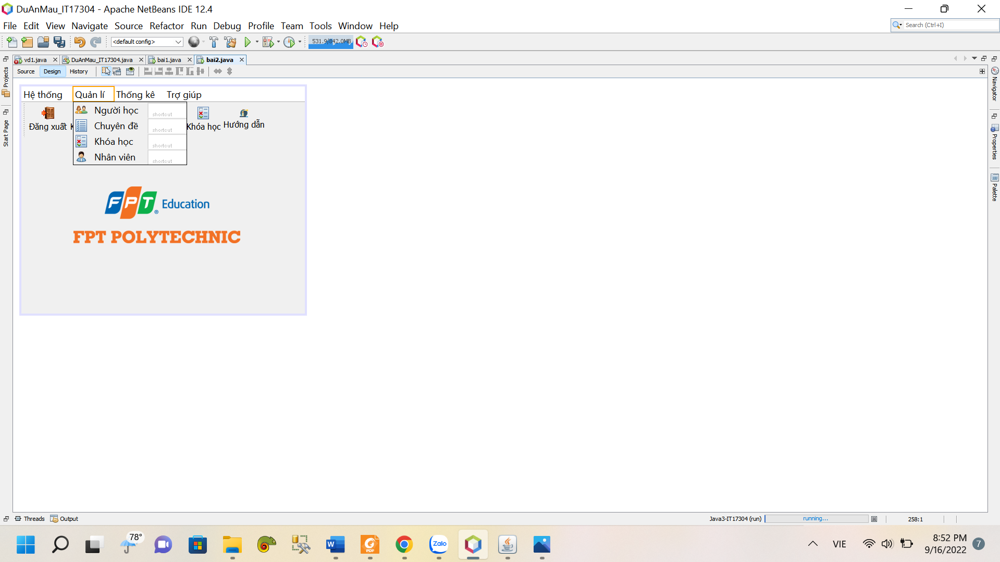 DuAnMau_IT17304 - Apache NetBeans IDE 12.4
File Edit View Navigate Source Refactor Run Debug Profile Team Tools Window Help
Search (Ctrl+I)
<default config>
531.9/842.0MB
vd1.java DuAnMau_IT17304.java bai1.java bai2.java
Source Design History
Projects
Start Page
Navigator
Properties
Palette
Hệ thống Quản lí Thống kê Trợ giúp
Người học shortcut
Chuyên đề shortcut
Khóa học shortcut
Nhân viên shortcut
Đăng xuất K Khóa học Hướng dẫn
FPT Education
FPT POLYTECHNIC
Threads Output
Java3-IT17304 (run) running... 258:1
78°
W
PDF
Zalo
VIE
8:52 PM
9/16/2022
7